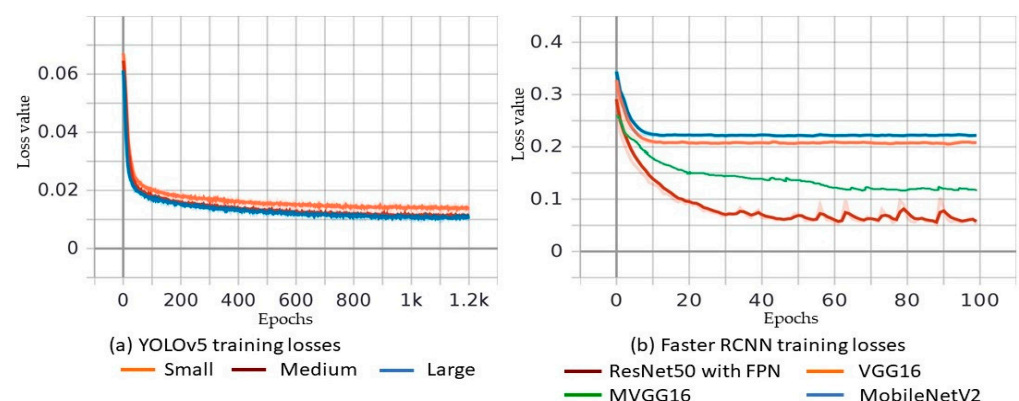 0.06
0.04
0.02
0
Loss value
0 200 400 600 800 1k 1.2k
Epochs
(a) YOLOv5 training losses
Small Medium Large
0.4
0.3
0.2
0.1
0
Loss value
0 20 40 60 80 100
Epochs
(b) Faster RCNN training losses
ResNet50 with FPN VGG16
MVGG16 MobileNetV2